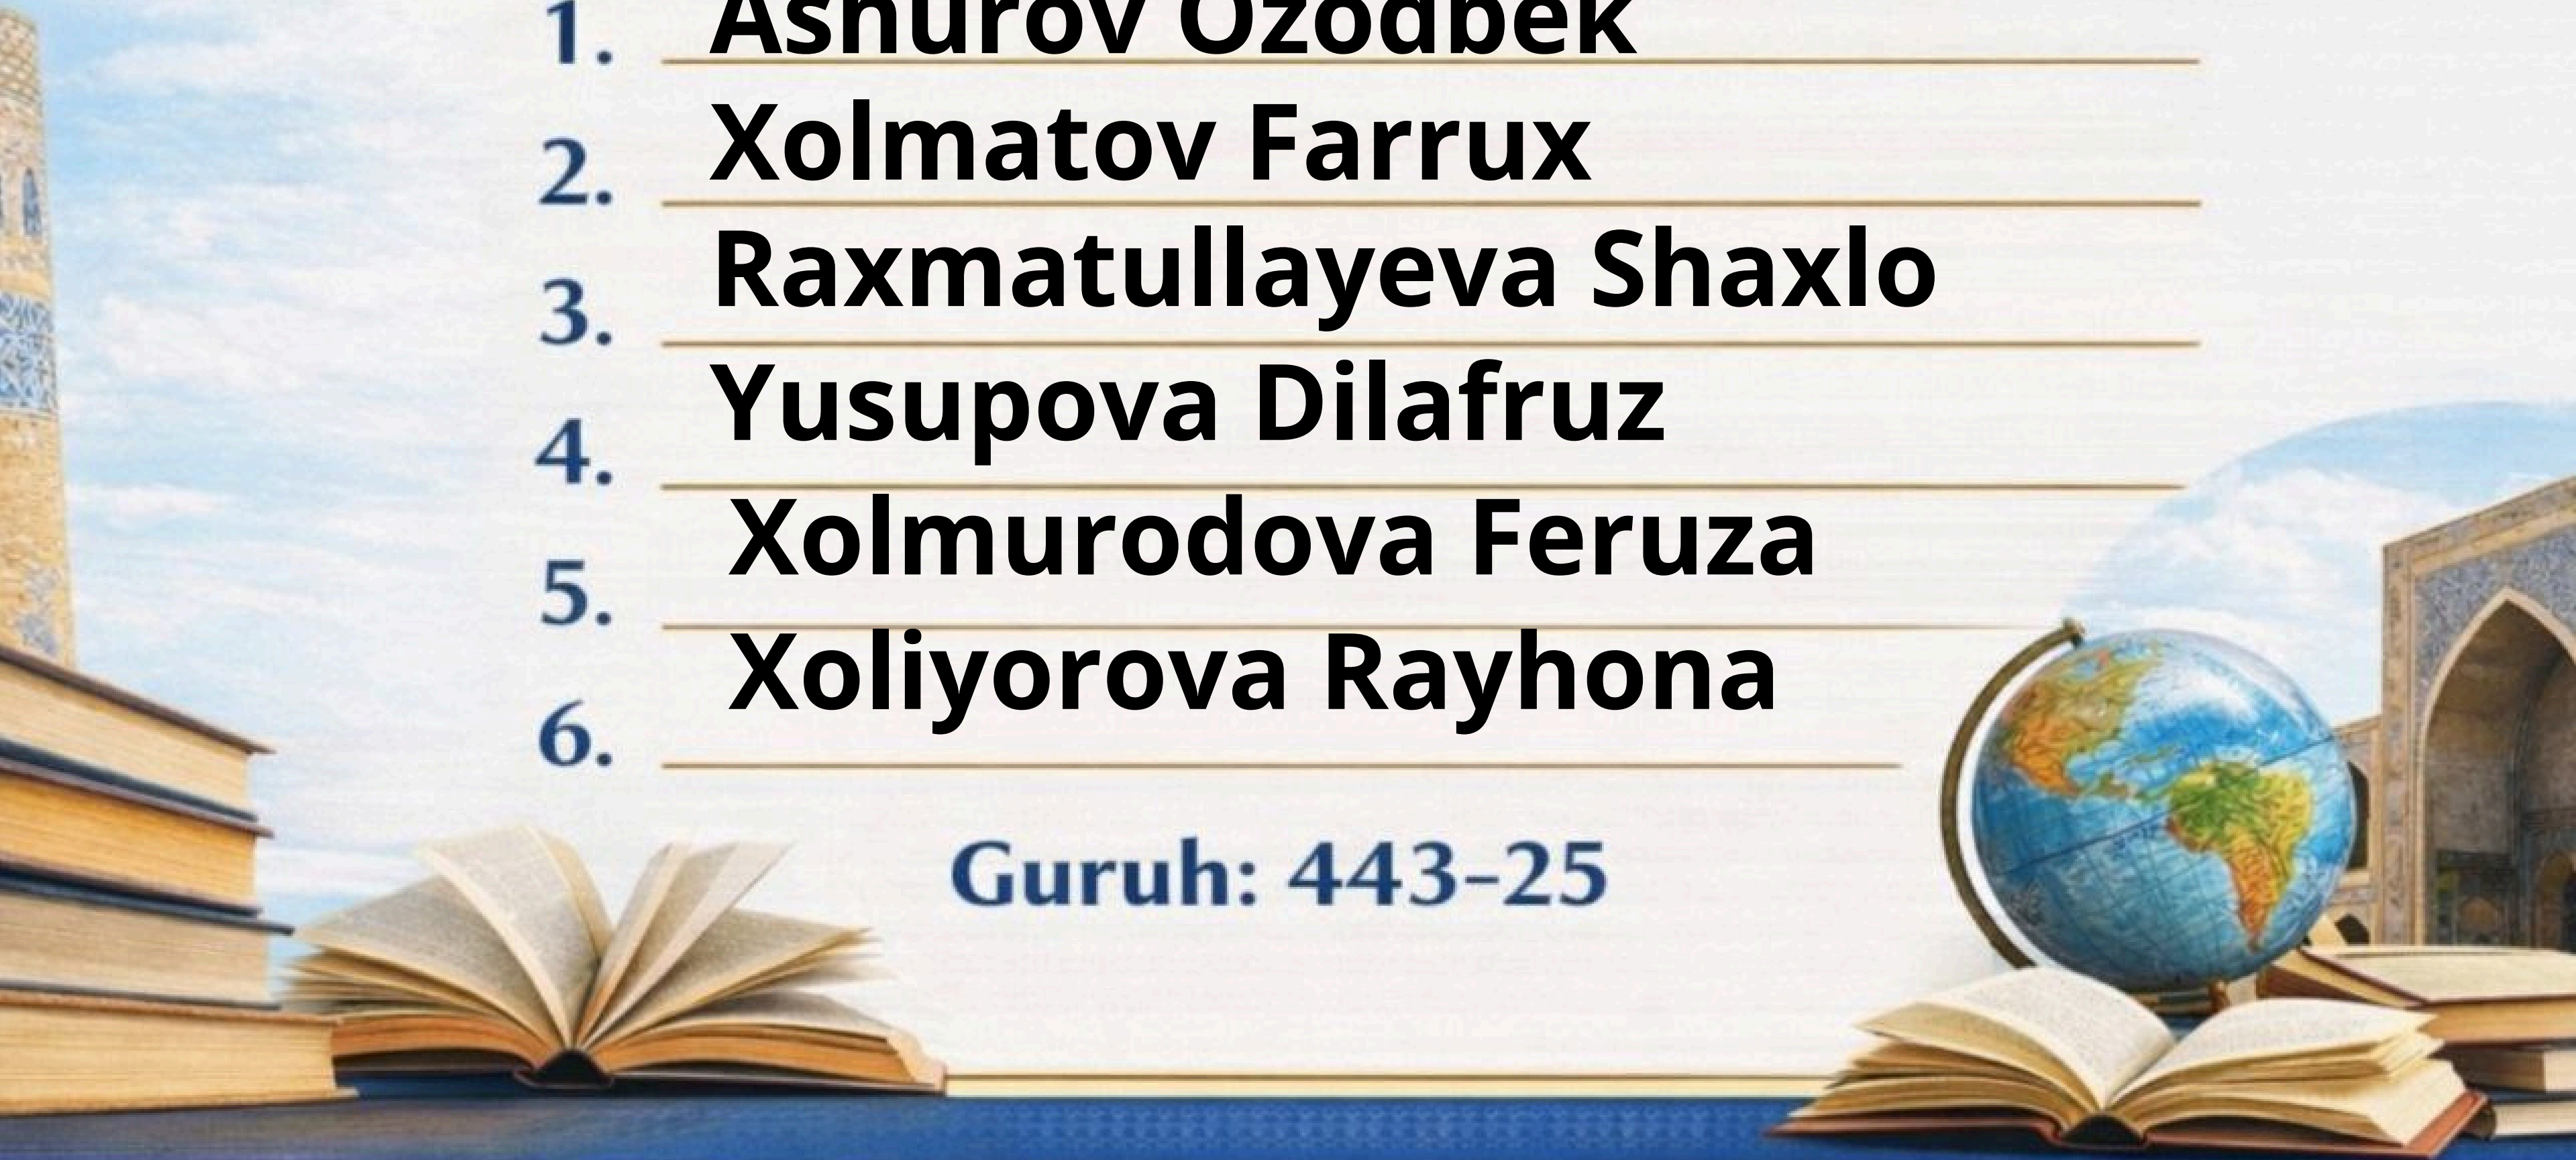 1. Ashurov Ozodbek
2. Xolmatov Farrux
3. Raxmatullayeva Shaxlo
4. Yusupova Dilafruz
5. Xolmurodova Feruza
6. Xoliyorova Rayhona
Guruh: 443-25